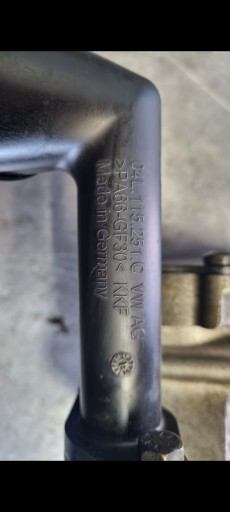 04L 115 251 C VW AG
>PA66-GF30< KKF
Made in Germany